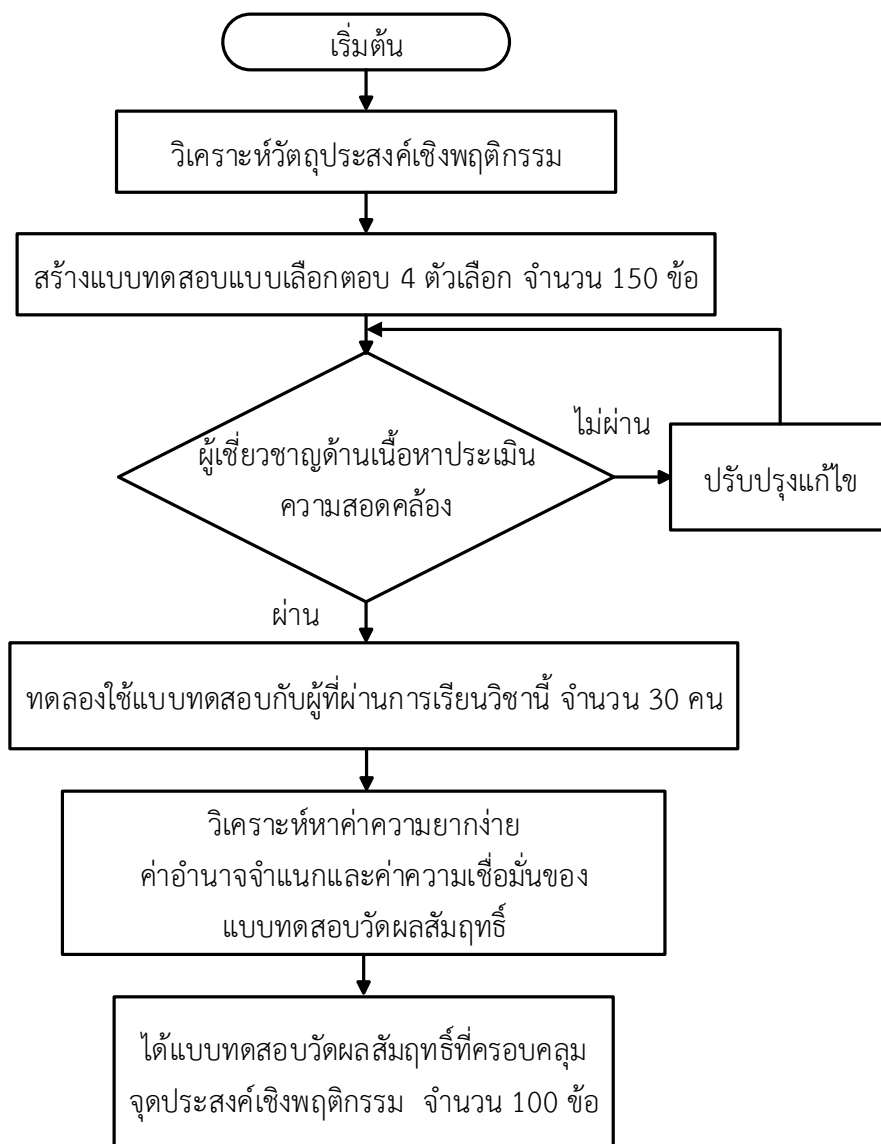 เริ่มต้น
วิเคราะห์วัตถุประสงค์เชิงพฤติกรรม
สร้างแบบทดสอบแบบเลือกตอบ 4 ตัวเลือก จำนวน 150 ข้อ
ผู้เชี่ยวชาญด้านเนื้อหาประเมิน
ความสอดคล้อง
ไม่ผ่าน
ปรับปรุงแก้ไข
ผ่าน
ทดลองใช้แบบทดสอบกับผู้ที่ผ่านการเรียนวิชานี้ จำนวน 30 คน
วิเคราะห์หาค่าความยากง่าย
ค่าอำนาจจำแนกและค่าความเชื่อมั่นของ
แบบทดสอบวัดผลสัมฤทธิ์
ได้แบบทดสอบวัดผลสัมฤทธิ์ที่ครอบคลุม
จุดประสงค์เชิงพฤติกรรม จำนวน 100 ข้อ